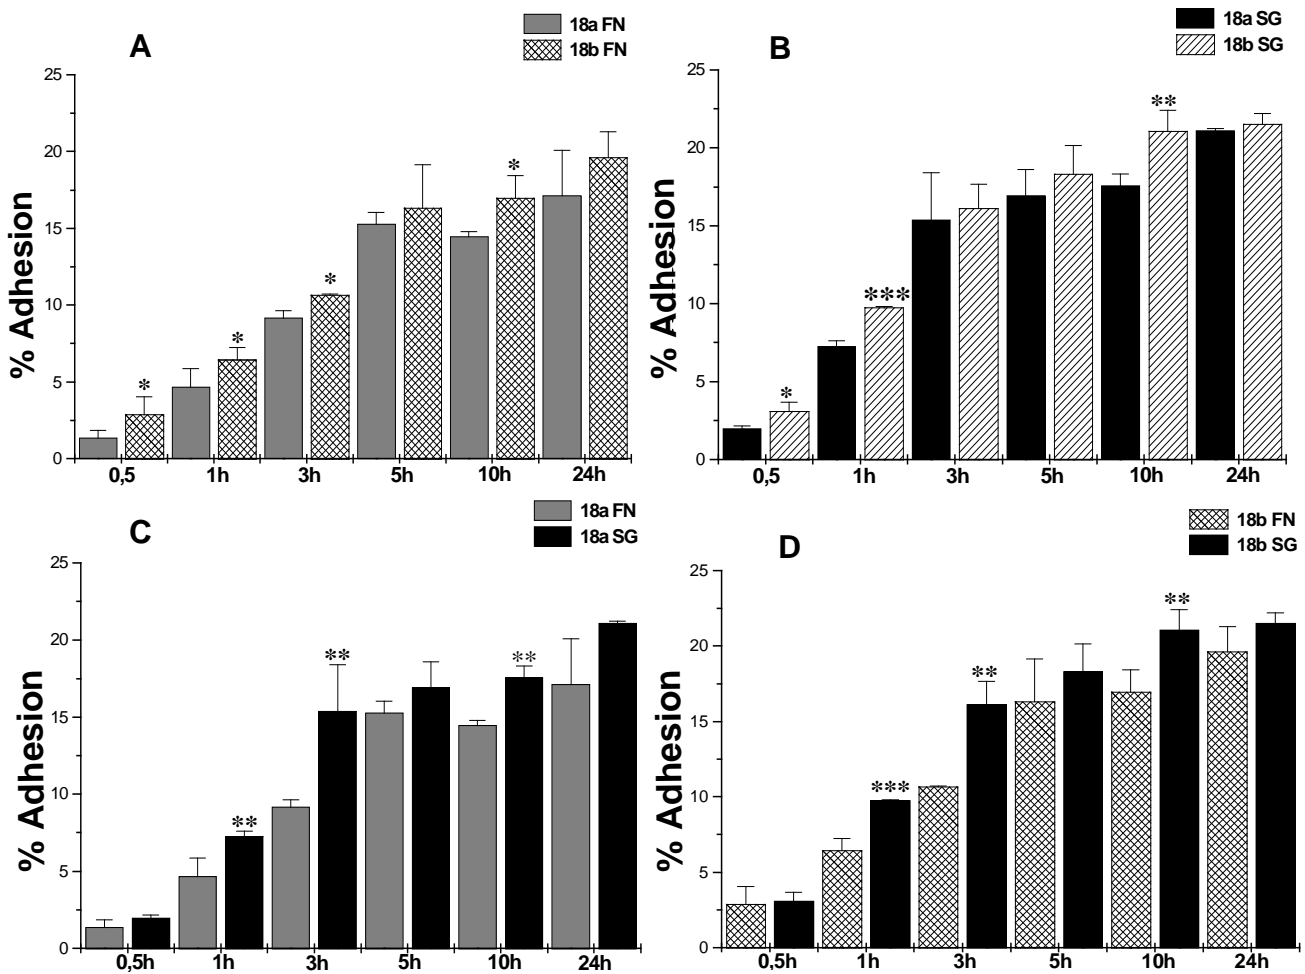 A
18a FN
18b FN
% Adhesion
25
20
15
10
5
0
*
*
*
*
0,5
1h
3h
5h
10h
24h
B
18a SG
18b SG
% Adhesion
25
20
15
10
5
0
*
***
**
0,5
1h
3h
5h
10h
24h
C
18a FN
18a SG
% Adhesion
25
20
15
10
5
0
**
**
**
0,5h
1h
3h
5h
10h
24h
D
18b FN
18b SG
% Adhesion
25
20
15
10
5
0
***
**
**
0,5h
1h
3h
5h
10h
24h